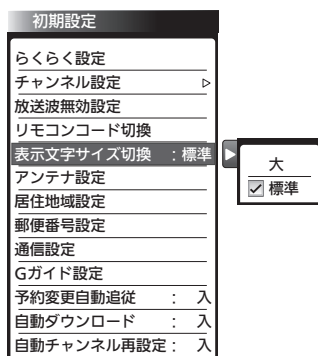 初期設定
らくらく設定
チャンネル設定
放送波無効設定
リモコンコード切換
表示文字サイズ切換 :標準
大
標準
アンテナ設定
居住地域設定
郵便番号設定
通信設定
Gガイド設定
予約変更自動追従 : 入
自動ダウンロード : 入
自動チャンネル再設定: 入